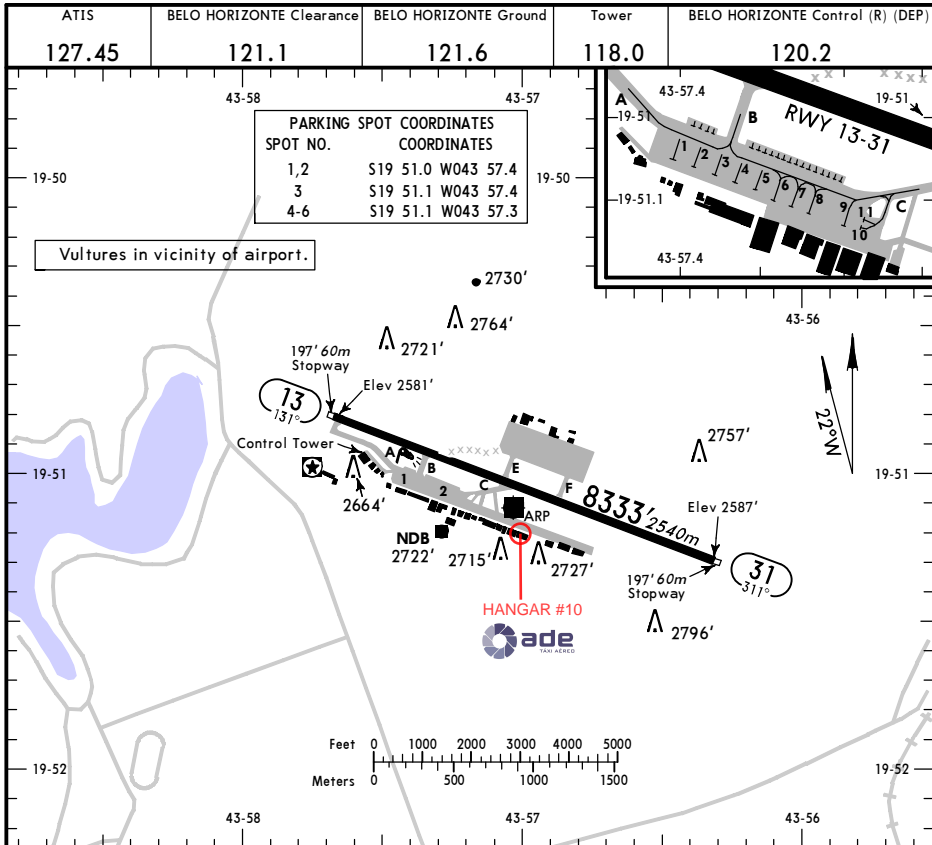 ATIS
127.45
BELO HORIZONTE Clearance
121.1
BELO HORIZONTE Ground
121.6
Tower
118.0
BELO HORIZONTE Control (R) (DEP)
120.2
43-58
43-57
PARKING SPOT COORDINATES
SPOT NO. COORDINATES
1,2 S19 51.0 W043 57.4
3 S19 51.1 W043 57.4
4-6 S19 51.1 W043 57.3
19-50
19-50
Vultures in vicinity of airport.
43-57.4
19-51
A
19-51
B
RWY 13-31
1
2
3
4
5
6
7
8
9
11
C
10
19-51.1
43-57.4
2730'
2764'
2721'
43-56
22°W
197' 60m
Stopway
Elev 2581'
13
131°
Control Tower
A
B
E
C
F
1
2
19-51
19-51
2757'
2664'
8333' 2540m
Elev 2587'
ARP
NDB
2722'
2715'
2727'
197' 60m
Stopway
31
311°
HANGAR #10
ade
TÁXI AÉREO
2796'
Feet 0 1000 2000 3000 4000 5000
Meters 0 500 1000 1500
19-52
19-52
43-58
43-57
43-56